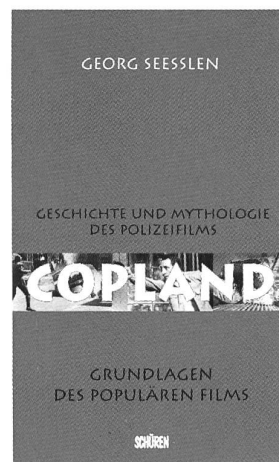 GEORG SEESSLEN
GESCHICHTE UND MYTHOLOGIE
DES POLIZEIFILMS
COPLAND
GRUNDLAGEN
DES POPULÄREN FILMS
SCHÜREN